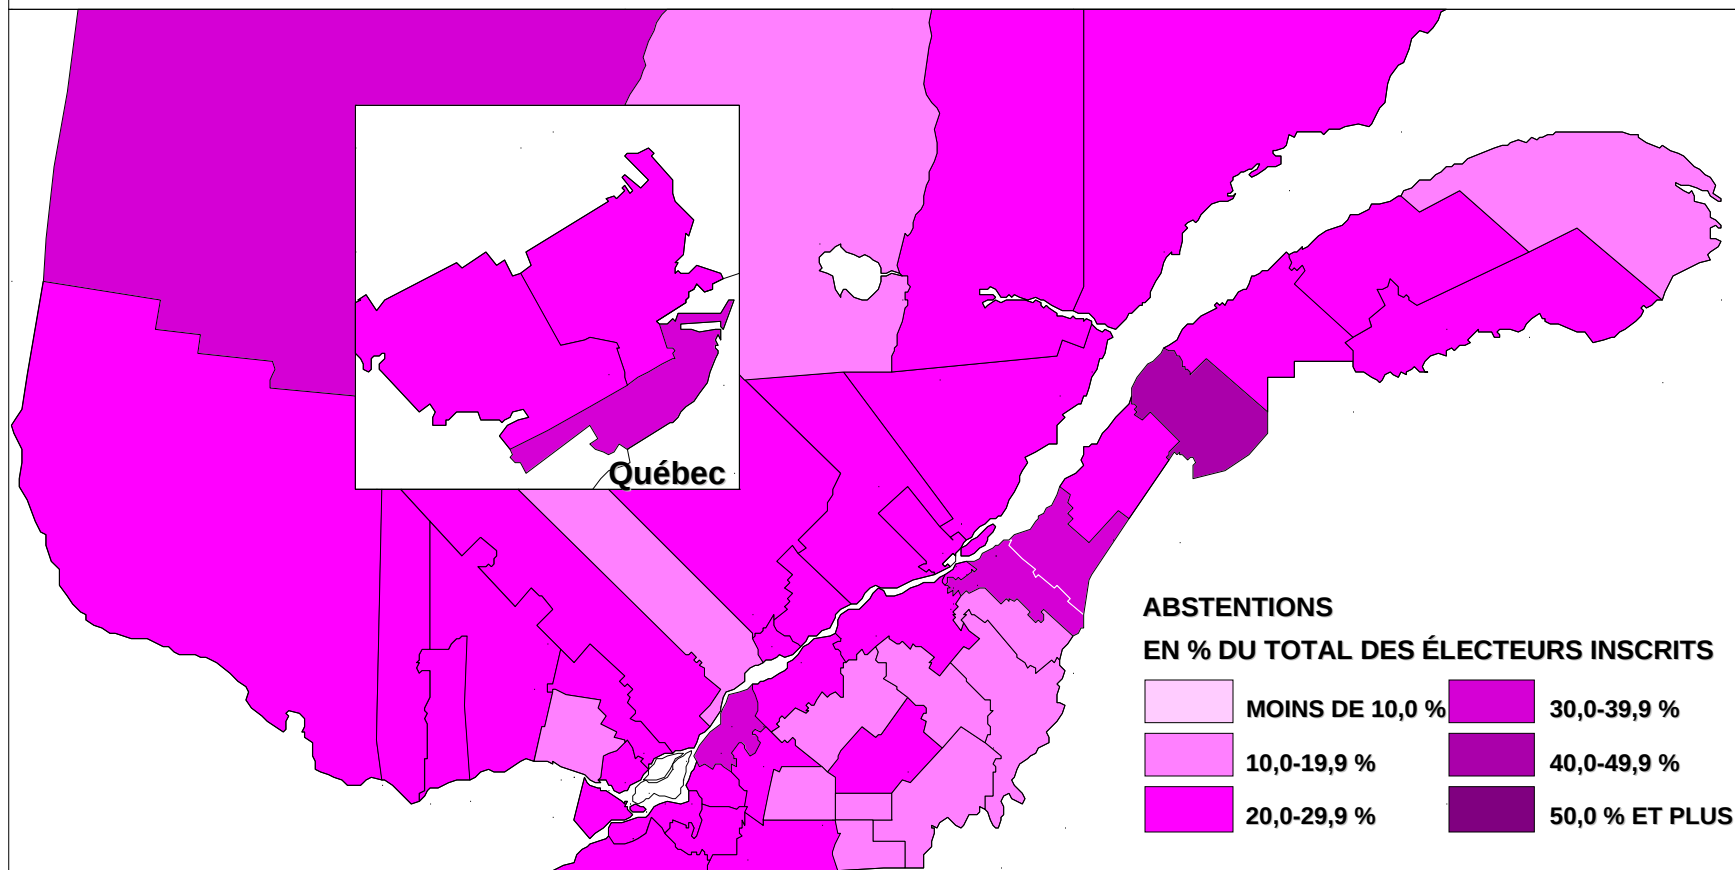 Québec
ABSTENTIONS
EN % DU TOTAL DES ÉLECTEURS INSCRITS
MOINS DE 10,0 %
30,0-39,9 %
10,0-19,9 %
40,0-49,9 %
20,0-29,9 %
50,0 % ET PLUS